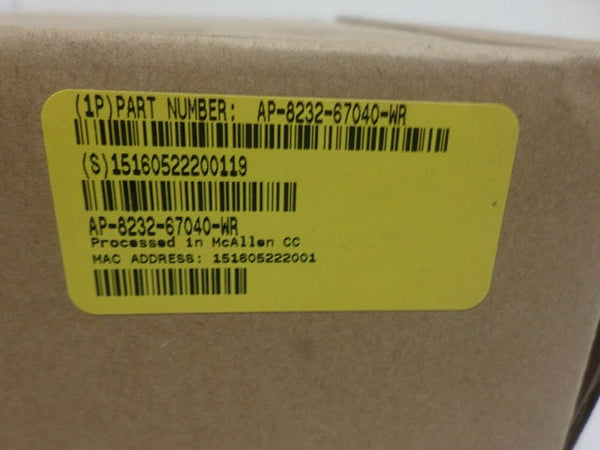 (1P)PART NUMBER: AP-8232-67040-WR
(S)15160522200119
AP-8232-67040-WR
Processed in McAllen CC
MAC ADDRESS: 151605222001